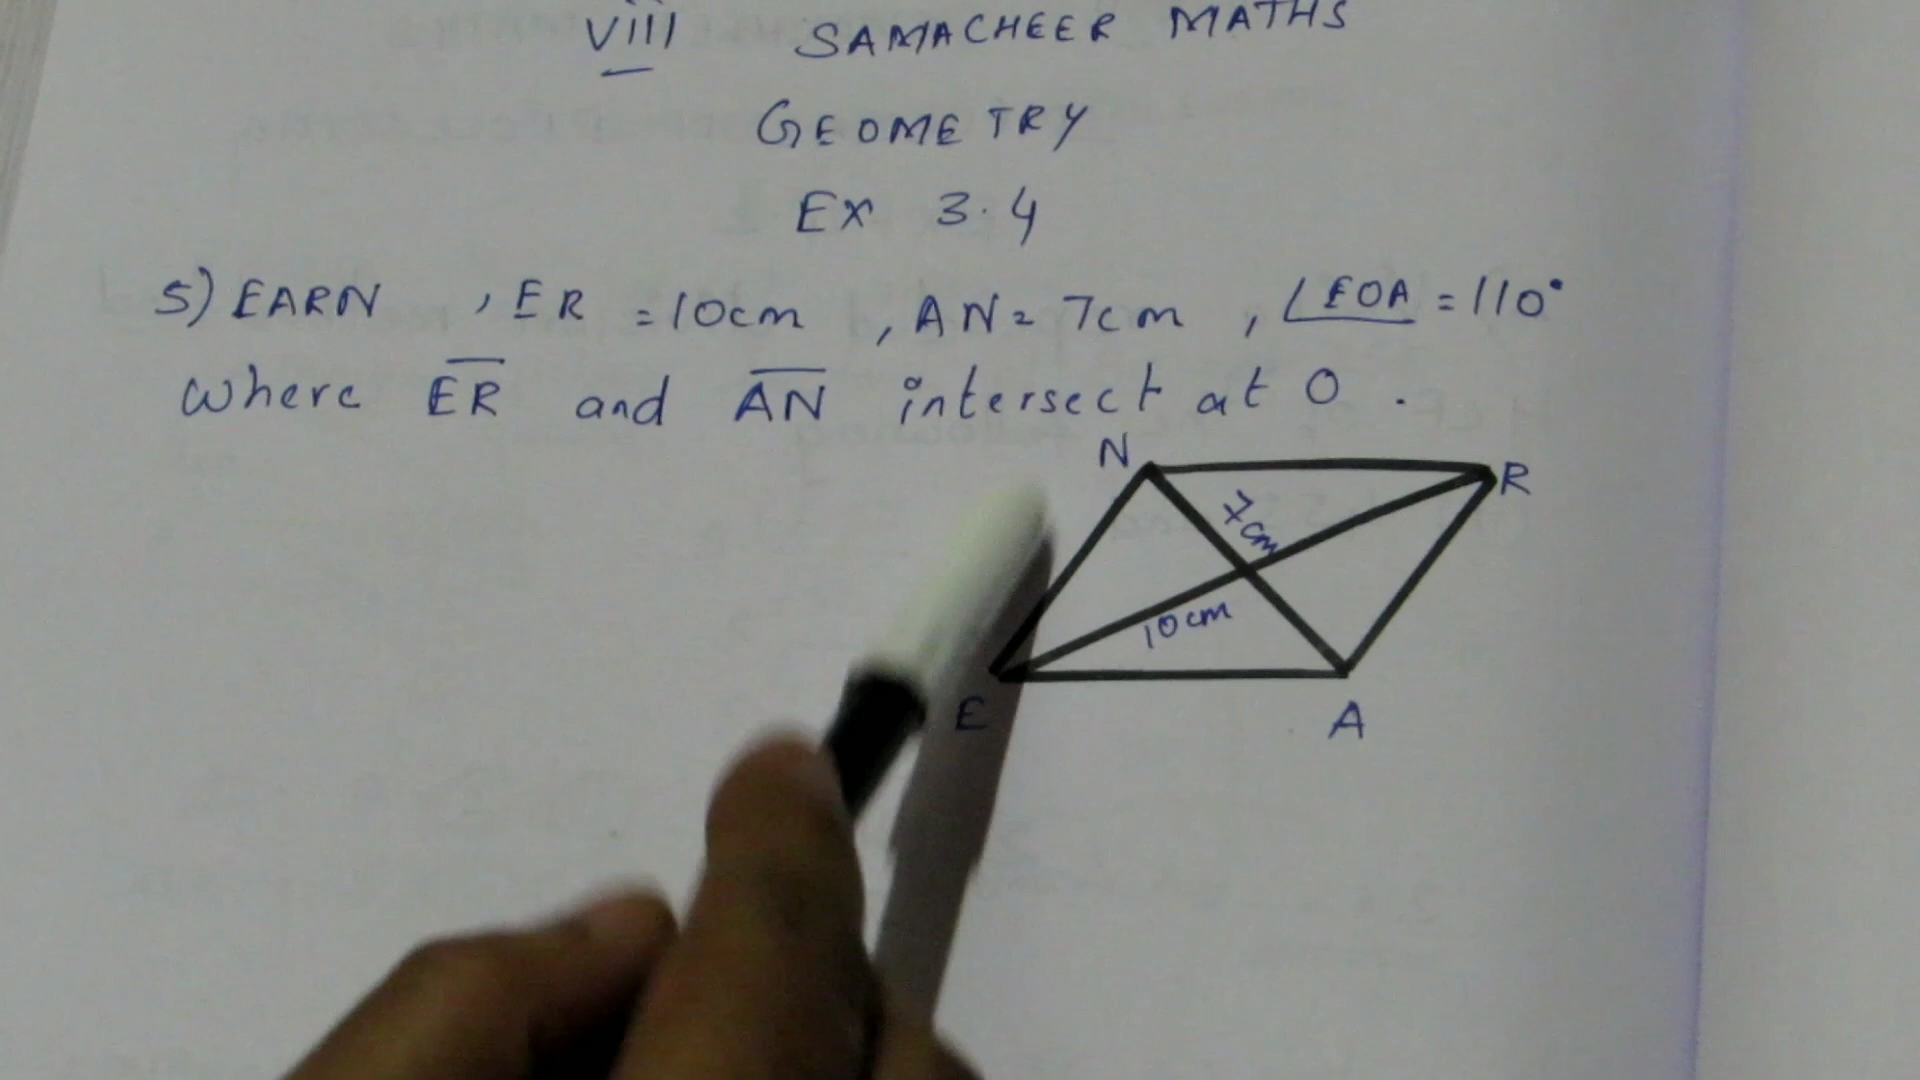 Viii SAMACHEER MATHS
GEOMETRY
Ex 3.4
5) EARN , ER = 10cm , AN = 7cm , ∠EOA = 110°
where ER and AN intersect at O .
N
R
7cm
10cm
E
A